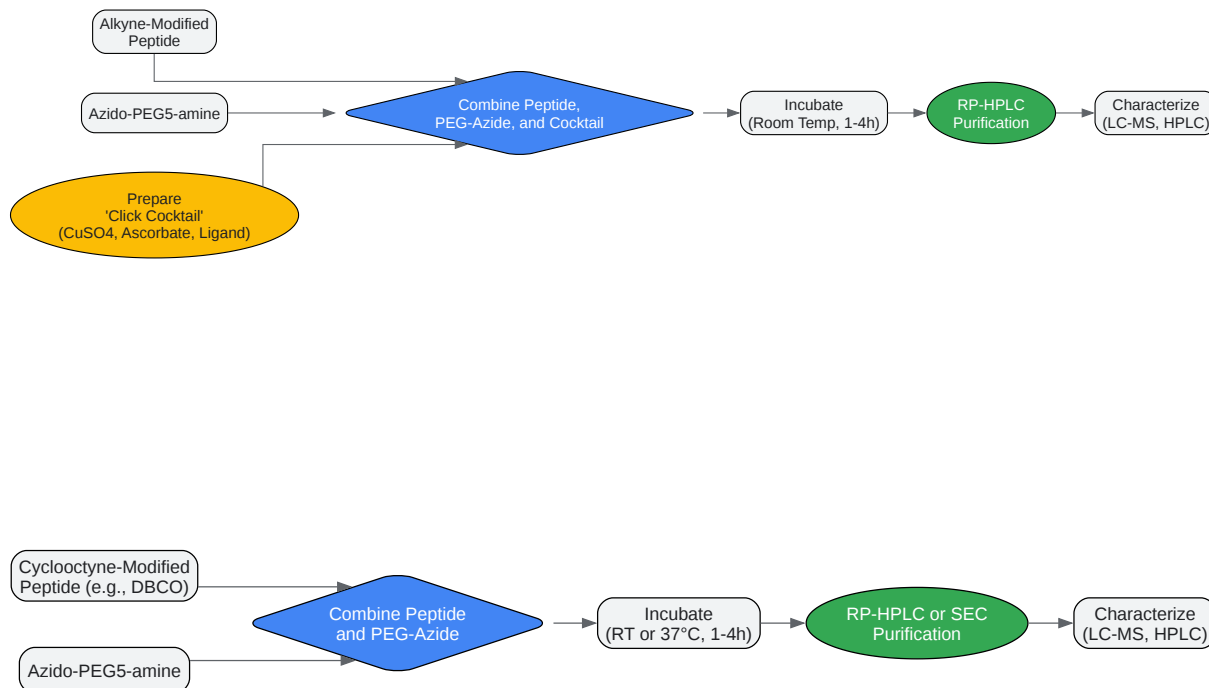 Alkyne-Modified
Peptide
Azido-PEG5-amine
Prepare
'Click Cocktail'
(CuSO4, Ascorbate, Ligand)
Combine Peptide,
PEG-Azide, and Cocktail
Incubate
(Room Temp, 1-4h)
RP-HPLC
Purification
Characterize
(LC-MS, HPLC)
Cyclooctyne-Modified
Peptide (e.g., DBCO)
Azido-PEG5-amine
Combine Peptide
and PEG-Azide
Incubate
(RT or 37°C, 1-4h)
RP-HPLC or SEC
Purification
Characterize
(LC-MS, HPLC)